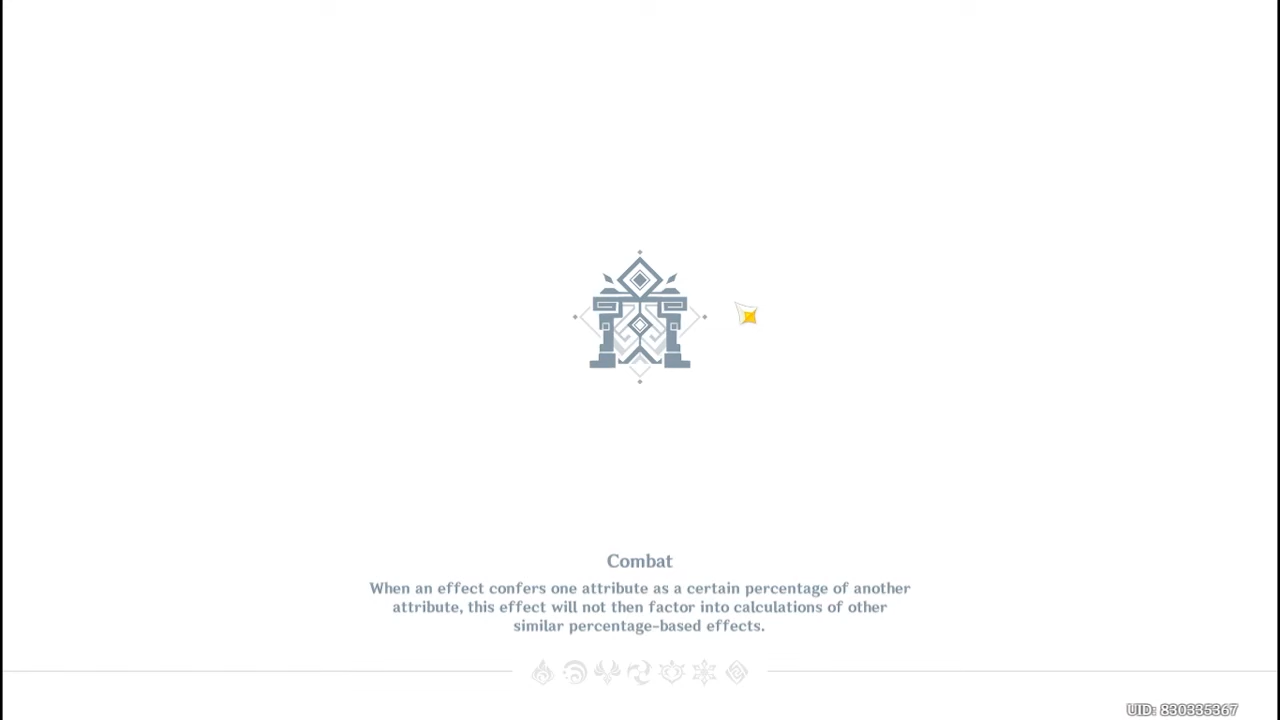 Combat
When an effect confers one attribute as a certain percentage of another
attribute, this effect will not then factor into calculations of other
similar percentage-based effects.
UID: 830335367